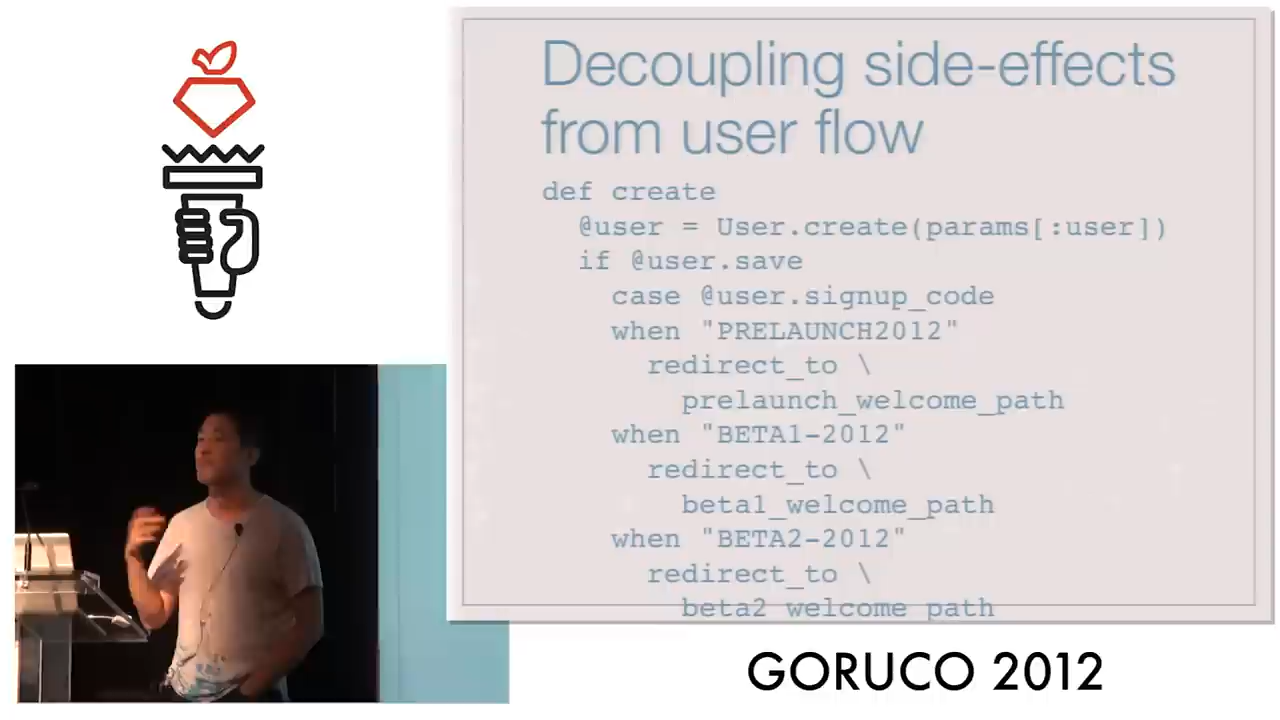 Decoupling side-effects
from user flow
def create
@user = User.create(params[:user])
if @user.save
case @user.signup_code
when "PRELAUNCH2012"
redirect_to \
prelaunch_welcome_path
when "BETA1-2012"
redirect_to \
beta1_welcome_path
when "BETA2-2012"
redirect_to \
beta2_welcome_path
GORUCO 2012